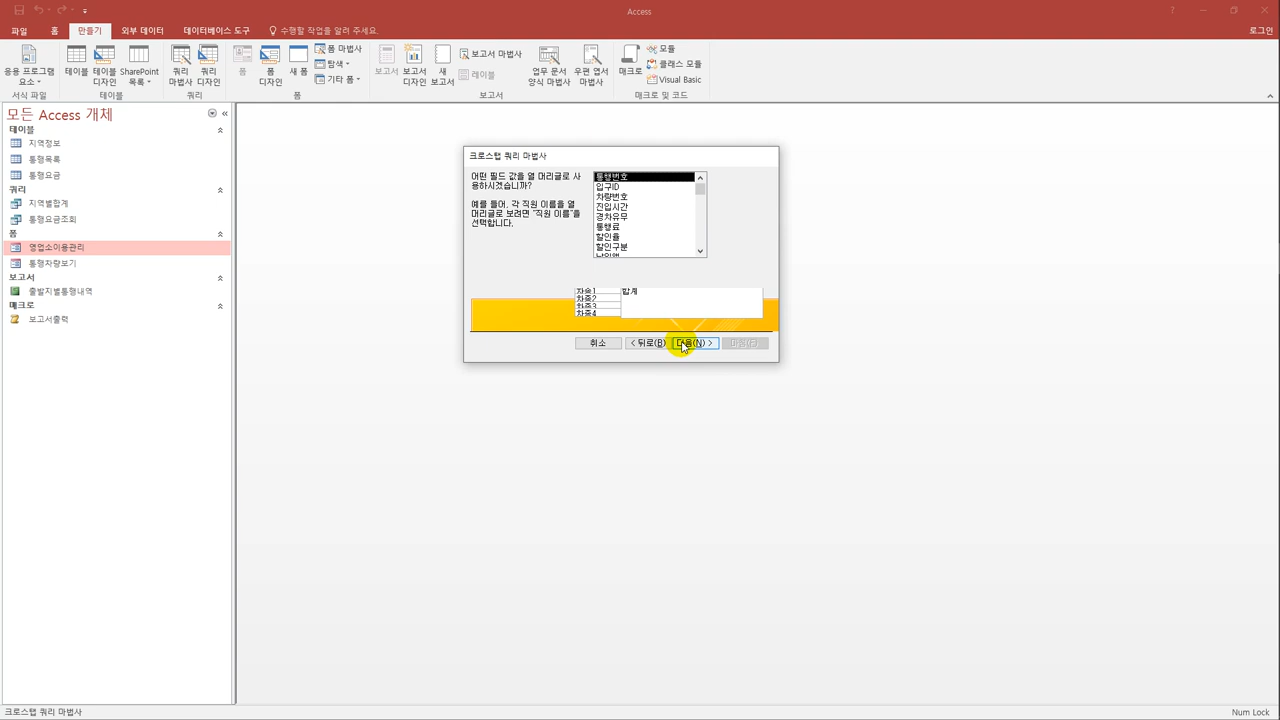 Access
파일 홈 만들기 외부 데이터 데이터베이스 도구 수행할 작업을 알려 주세요. 로그인
응용 프로그램 요소
테이블
테이블 디자인
SharePoint 목록
쿼리 마법사
쿼리 디자인
폼
폼 디자인
새 폼
폼 마법사
탐색
기타 폼
보고서
보고서 디자인
새 보고서
보고서 마법사
레이블
업무 문서 양식 마법사
우편 엽서 마법사
매크로
모듈
클래스 모듈
Visual Basic
서식 파일 테이블 쿼리 폼 보고서 매크로 및 코드
모든 Access 개체
테이블
지역정보
통행목록
통행요금
쿼리
지역별합계
통행요금조회
폼
영업소이용관리
통행차량보기
보고서
출발지별통행내역
매크로
보고서출력
크로스탭 쿼리 마법사
어떤 필드 값을 열 머리글로 사
용하시겠습니까?
예를 들어, 각 직원 이름을 열
머리글로 보려면 "직원 이름"을
선택합니다.
통행번호
입구ID
차량번호
진입시간
경차유무
통행료
할인율
할인구분
차종1 합계
차종2
차종3
차종4
취소 < 뒤로(B) 다음(N) > 마침(F)
크로스탭 쿼리 마법사 Num Lock